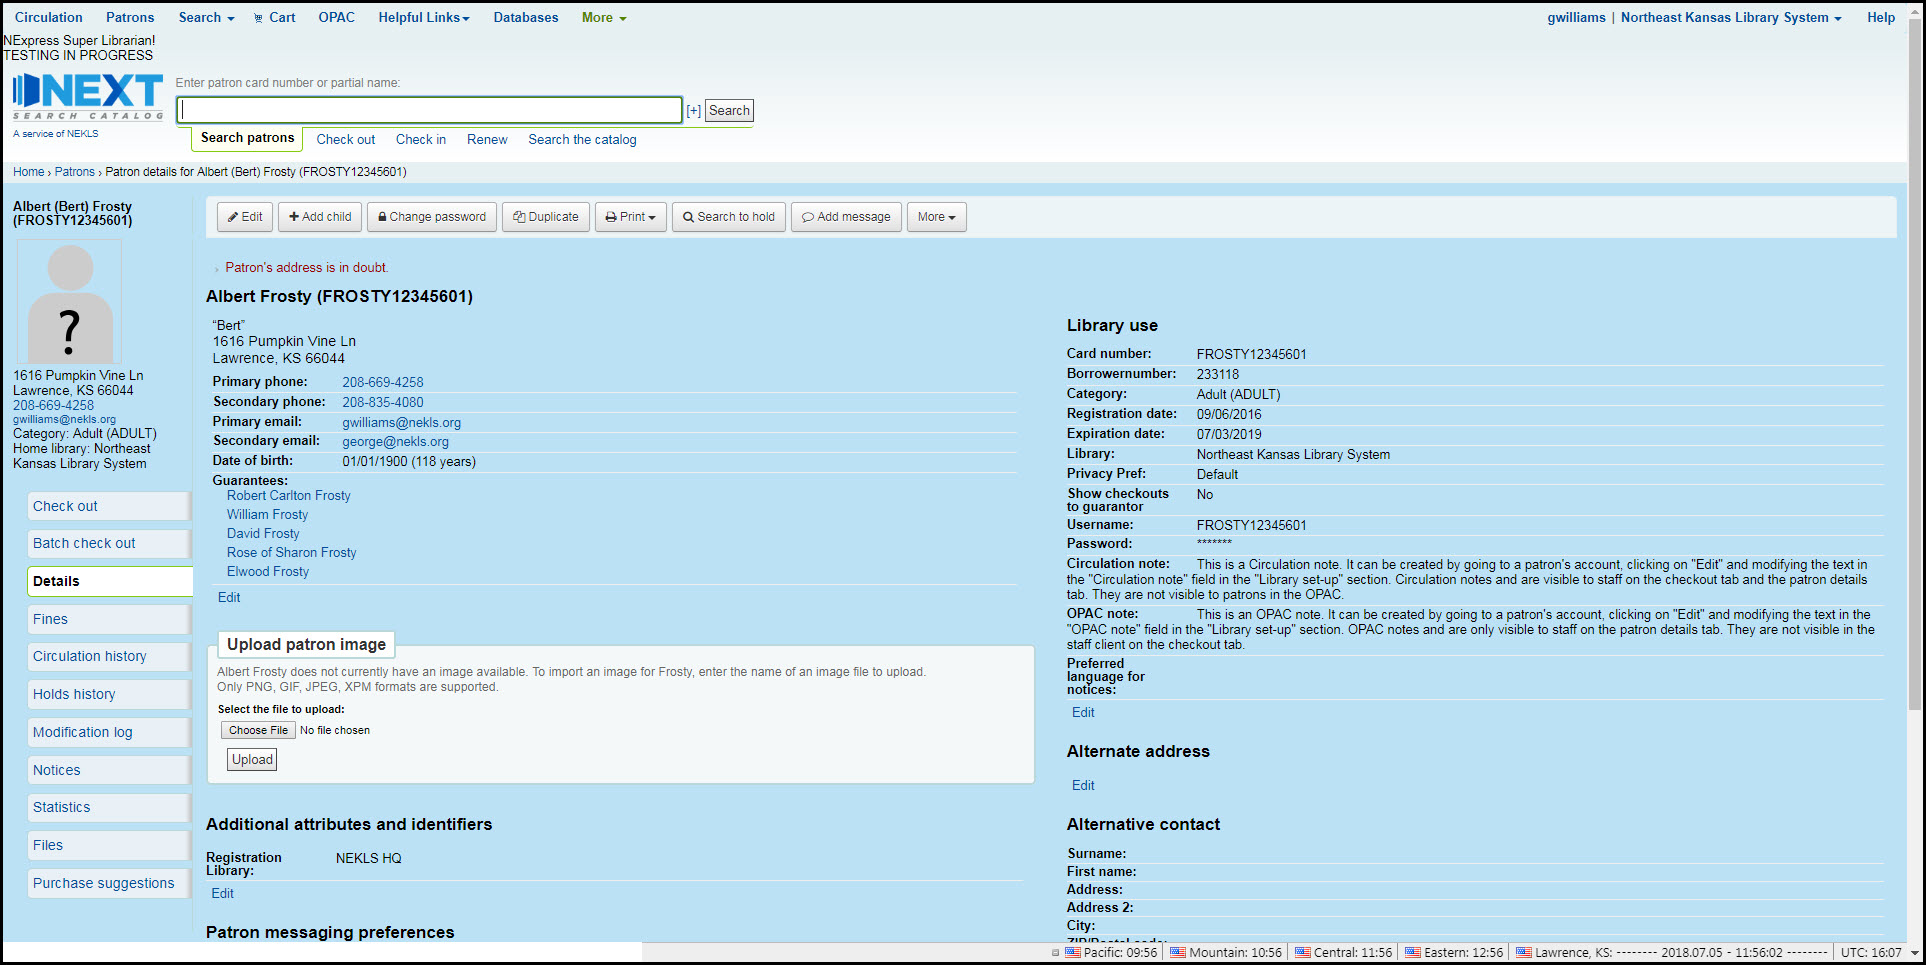 Circulation Patrons Search Cart OPAC Helpful Links Databases More gwilliams | Northeast Kansas Library System Help
NExpress Super Librarian!
TESTING IN PROGRESS
NEXT
SEARCH CATALOG
A service of NEKLS
Enter patron card number or partial name:
[+] Search
Search patrons Check out Check in Renew Search the catalog
Home › Patrons › Patron details for Albert (Bert) Frosty (FROSTY12345601)
Albert (Bert) Frosty
(FROSTY12345601)
?
1616 Pumpkin Vine Ln
Lawrence, KS 66044
208-669-4258
gwilliams@nekls.org
Category: Adult (ADULT)
Home library: Northeast
Kansas Library System
Check out
Batch check out
Details
Fines
Circulation history
Holds history
Modification log
Notices
Statistics
Files
Purchase suggestions
Edit Add child Change password Duplicate Print Search to hold Add message More
Patron's address is in doubt.
Albert Frosty (FROSTY12345601)
“Bert”
1616 Pumpkin Vine Ln
Lawrence, KS 66044
Primary phone: 208-669-4258
Secondary phone: 208-835-4080
Primary email: gwilliams@nekls.org
Secondary email: george@nekls.org
Date of birth: 01/01/1900 (118 years)
Guarantees:
Robert Carlton Frosty
William Frosty
David Frosty
Rose of Sharon Frosty
Elwood Frosty
Edit
Upload patron image
Albert Frosty does not currently have an image available. To import an image for Frosty, enter the name of an image file to upload.
Only PNG, GIF, JPEG, XPM formats are supported.
Select the file to upload:
Choose File No file chosen
Upload
Additional attributes and identifiers
Registration
Library: NEKLS HQ
Edit
Patron messaging preferences
Library use
Card number: FROSTY12345601
Borrowernumber: 233118
Category: Adult (ADULT)
Registration date: 09/06/2016
Expiration date: 07/03/2019
Library: Northeast Kansas Library System
Privacy Pref: Default
Show checkouts
to guarantor No
Username: FROSTY12345601
Password: *******
Circulation note: This is a Circulation note. It can be created by going to a patron's account, clicking on "Edit" and modifying the text in
the "Circulation note" field in the "Library set-up" section. Circulation notes and are visible to staff on the checkout tab and the patron details
tab. They are not visible to patrons in the OPAC.
OPAC note: This is an OPAC note. It can be created by going to a patron's account, clicking on "Edit" and modifying the text in the
"OPAC note" field in the "Library set-up" section. OPAC notes and are only visible to staff on the patron details tab. They are not visible in the
staff client on the checkout tab.
Preferred
language for
notices:
Edit
Alternate address
Edit
Alternative contact
Surname:
First name:
Address:
Address 2:
City:
ZIP/Postal code:
Pacific: 09:56 Mountain: 10:56 Central: 11:56 Eastern: 12:56 Lawrence, KS: -------- 2018.07.05 - 11:56:02 -------- UTC: 16:07